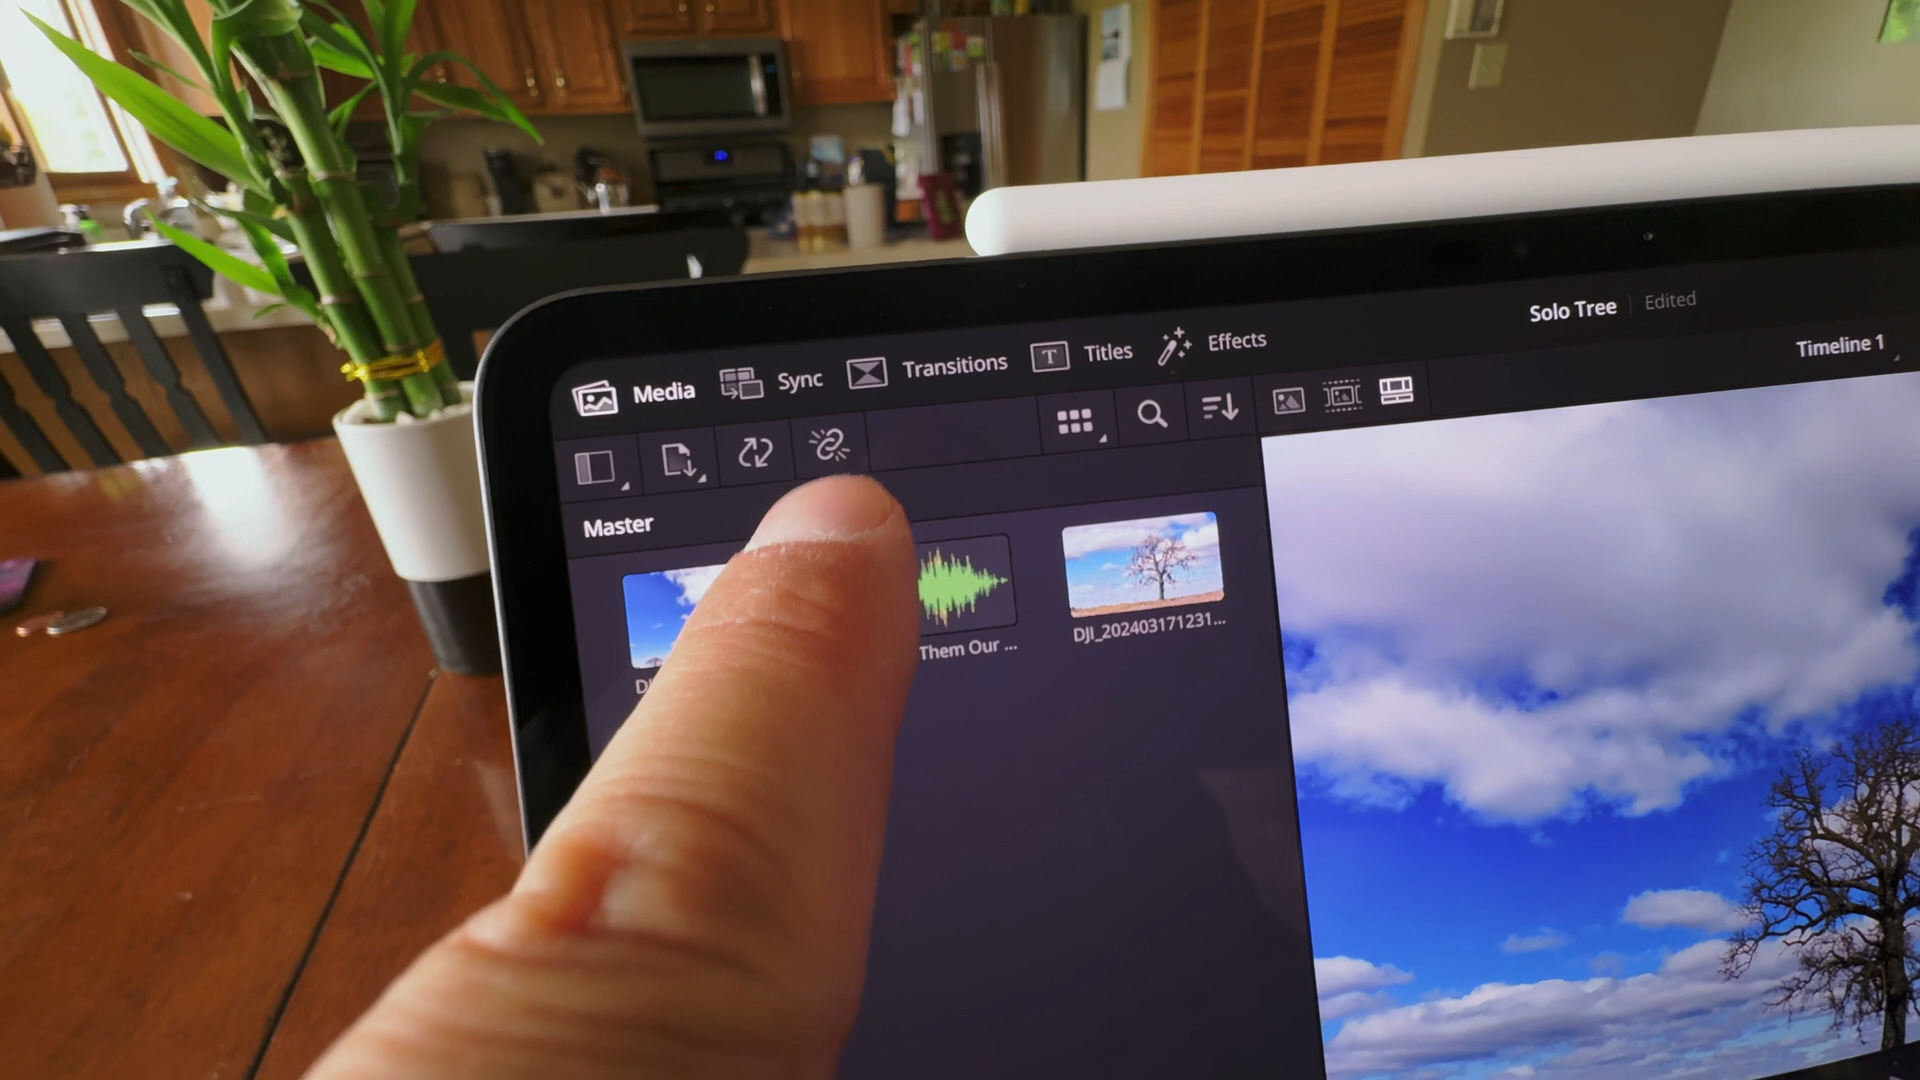 Solo Tree Edited
Media Sync Transitions Titles Effects
Timeline 1
Master
Them Our ...
DJI_202403171231...